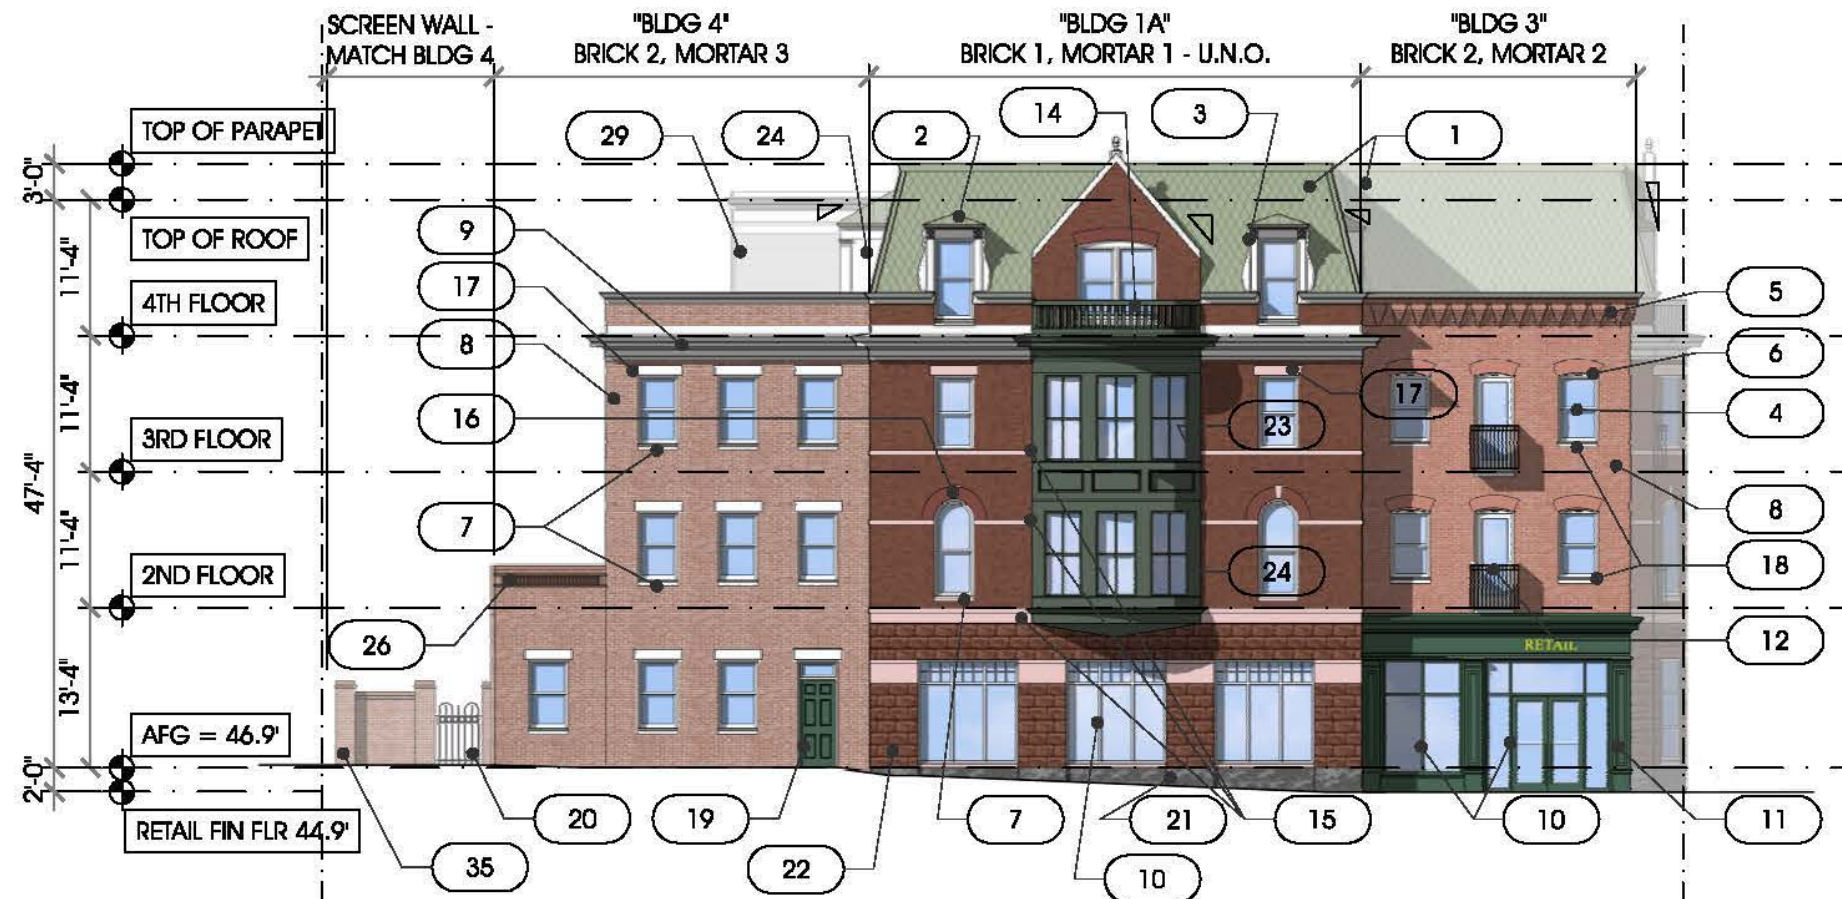 SCREEN WALL -
MATCH BLDG 4
"BLDG 4"
BRICK 2, MORTAR 3
"BLDG 1A"
BRICK 1, MORTAR 1 - U.N.O.
"BLDG 3"
BRICK 2, MORTAR 2
TOP OF PARAPET
29
24
2
14
3
1
3'-0"
TOP OF ROOF
9
11'-4"
17
4TH FLOOR
5
8
6
11'-4"
17
16
4
23
3RD FLOOR
47'-4"
7
8
11'-4"
24
18
2ND FLOOR
26
12
RETAIL
13'-4"
AFG = 46.9'
2'-0"
RETAIL FIN FLR 44.9'
20
19
7
21
15
10
11
35
22
10